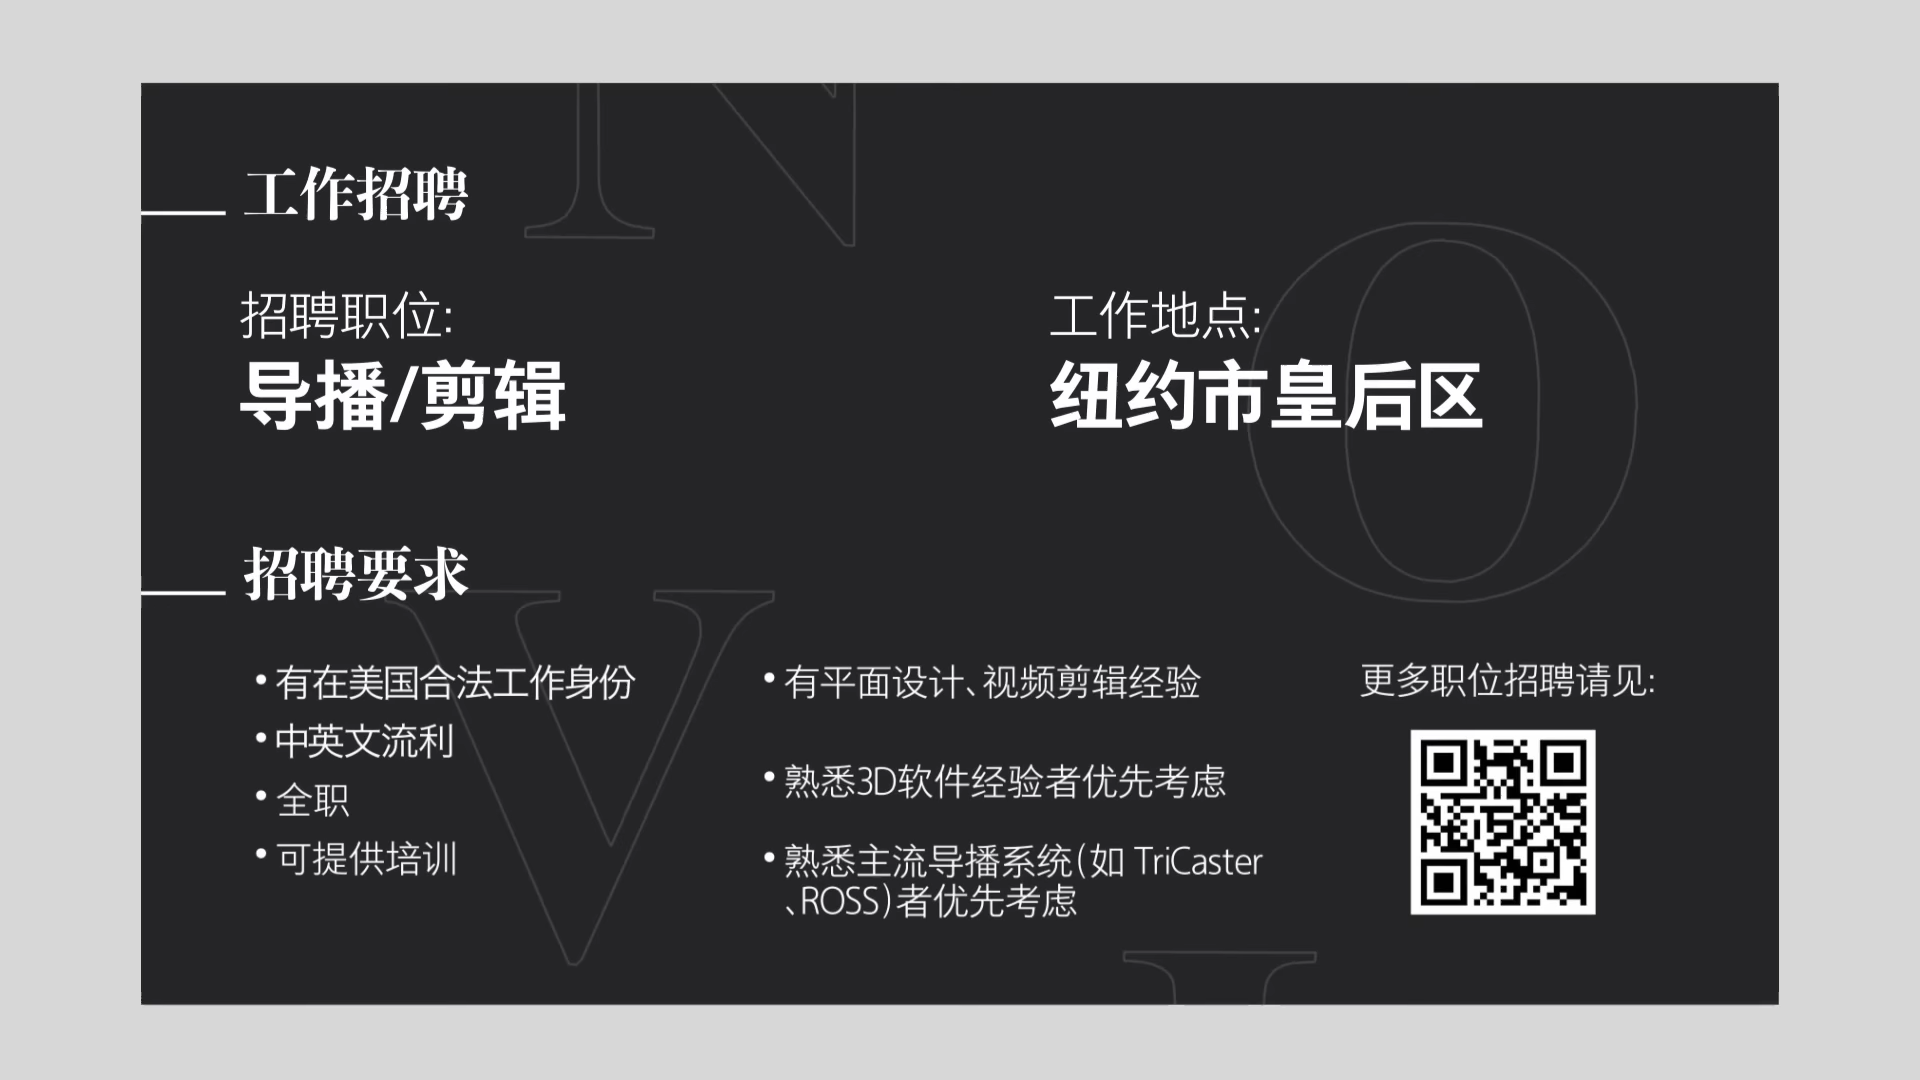 工作招聘
招聘职位:
导播/剪辑
工作地点:
纽约市皇后区
招聘要求
• 有在美国合法工作身份
• 中英文流利
• 全职
• 可提供培训
• 有平面设计、视频剪辑经验
• 熟悉3D软件经验者优先考虑
• 熟悉主流导播系统(如 TriCaster
、ROSS)者优先考虑
更多职位招聘请见:
N
O
V